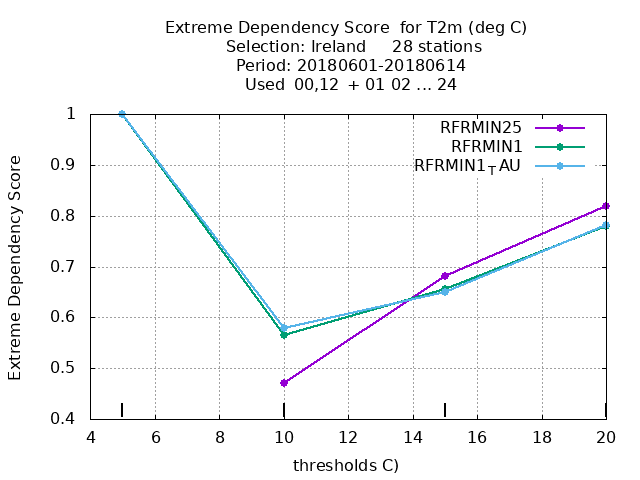 Extreme Dependency Score  for T2m (deg C)
Selection: Ireland     28 stations
Period: 20180601-20180614
Used  00,12  + 01 02 ... 24
RFRMIN25
RFRMIN1
RFRMIN1TAU
1
0.9
0.8
0.7
0.6
0.5
0.4
Extreme Dependency Score
4 6 8 10 12 14 16 18 20
thresholds C)